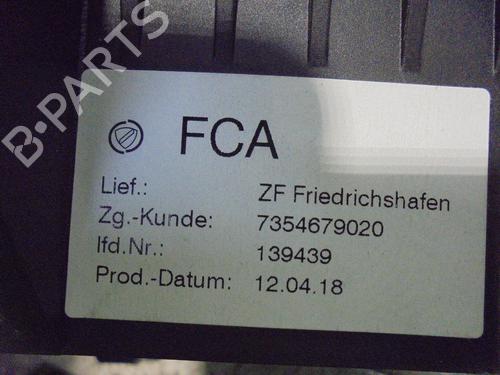 B-PARTS
FCA
Lief.: ZF Friedrichshafen
Zg.-Kunde: 7354679020
lfd.Nr.: 139439
Prod.-Datum: 12.04.18